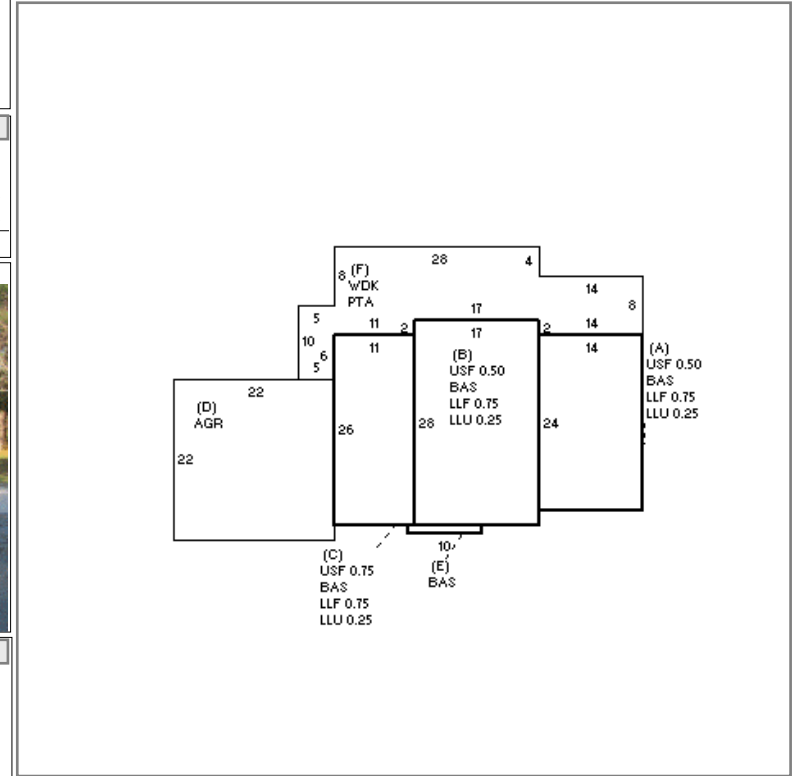 28
4
8
(F)
WDK
PTA
14
8
5
11
2
17
17
2
14
10
11
14
6
5
(A)
USF 0.50
BAS
LLF 0.75
LLU 0.25
(B)
USF 0.50
BAS
LLF 0.75
LLU 0.25
22
(D)
AGR
22
26
28
24
10
(C)
USF 0.75
BAS
LLF 0.75
LLU 0.25
(E)
BAS